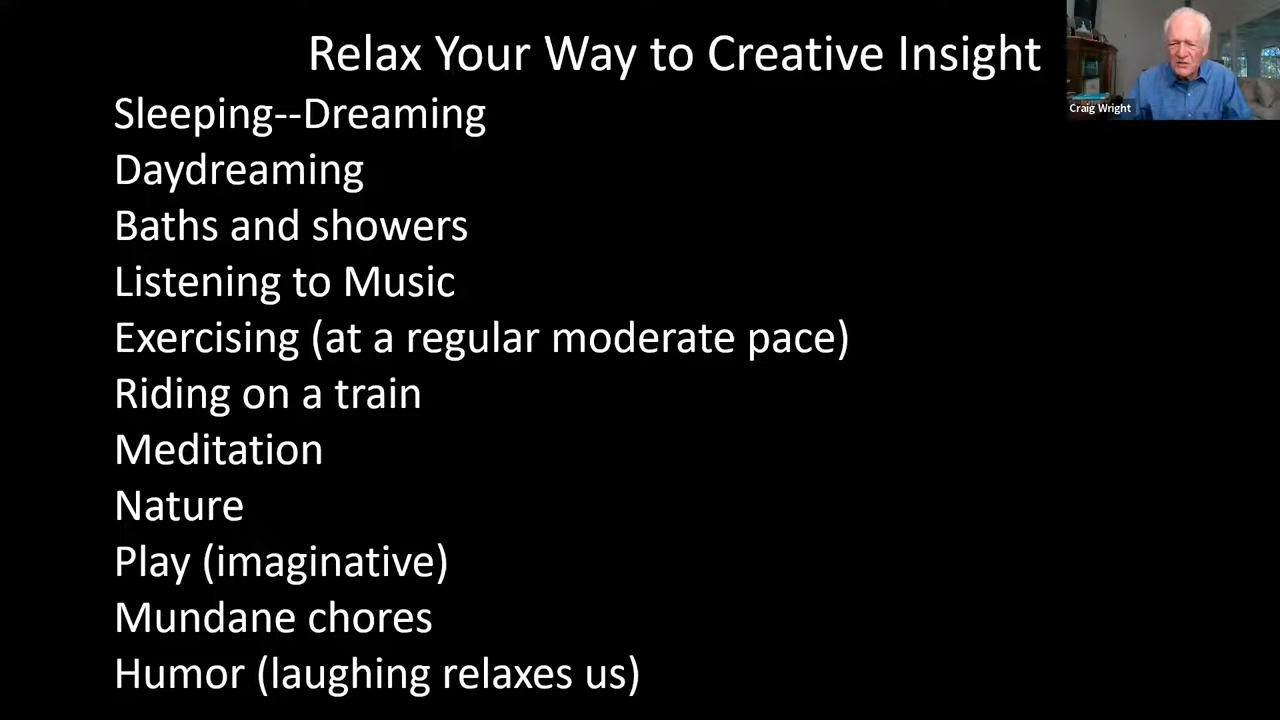 Relax Your Way to Creative Insight
Craig Wright
Sleeping--Dreaming
Daydreaming
Baths and showers
Listening to Music
Exercising (at a regular moderate pace)
Riding on a train
Meditation
Nature
Play (imaginative)
Mundane chores
Humor (laughing relaxes us)